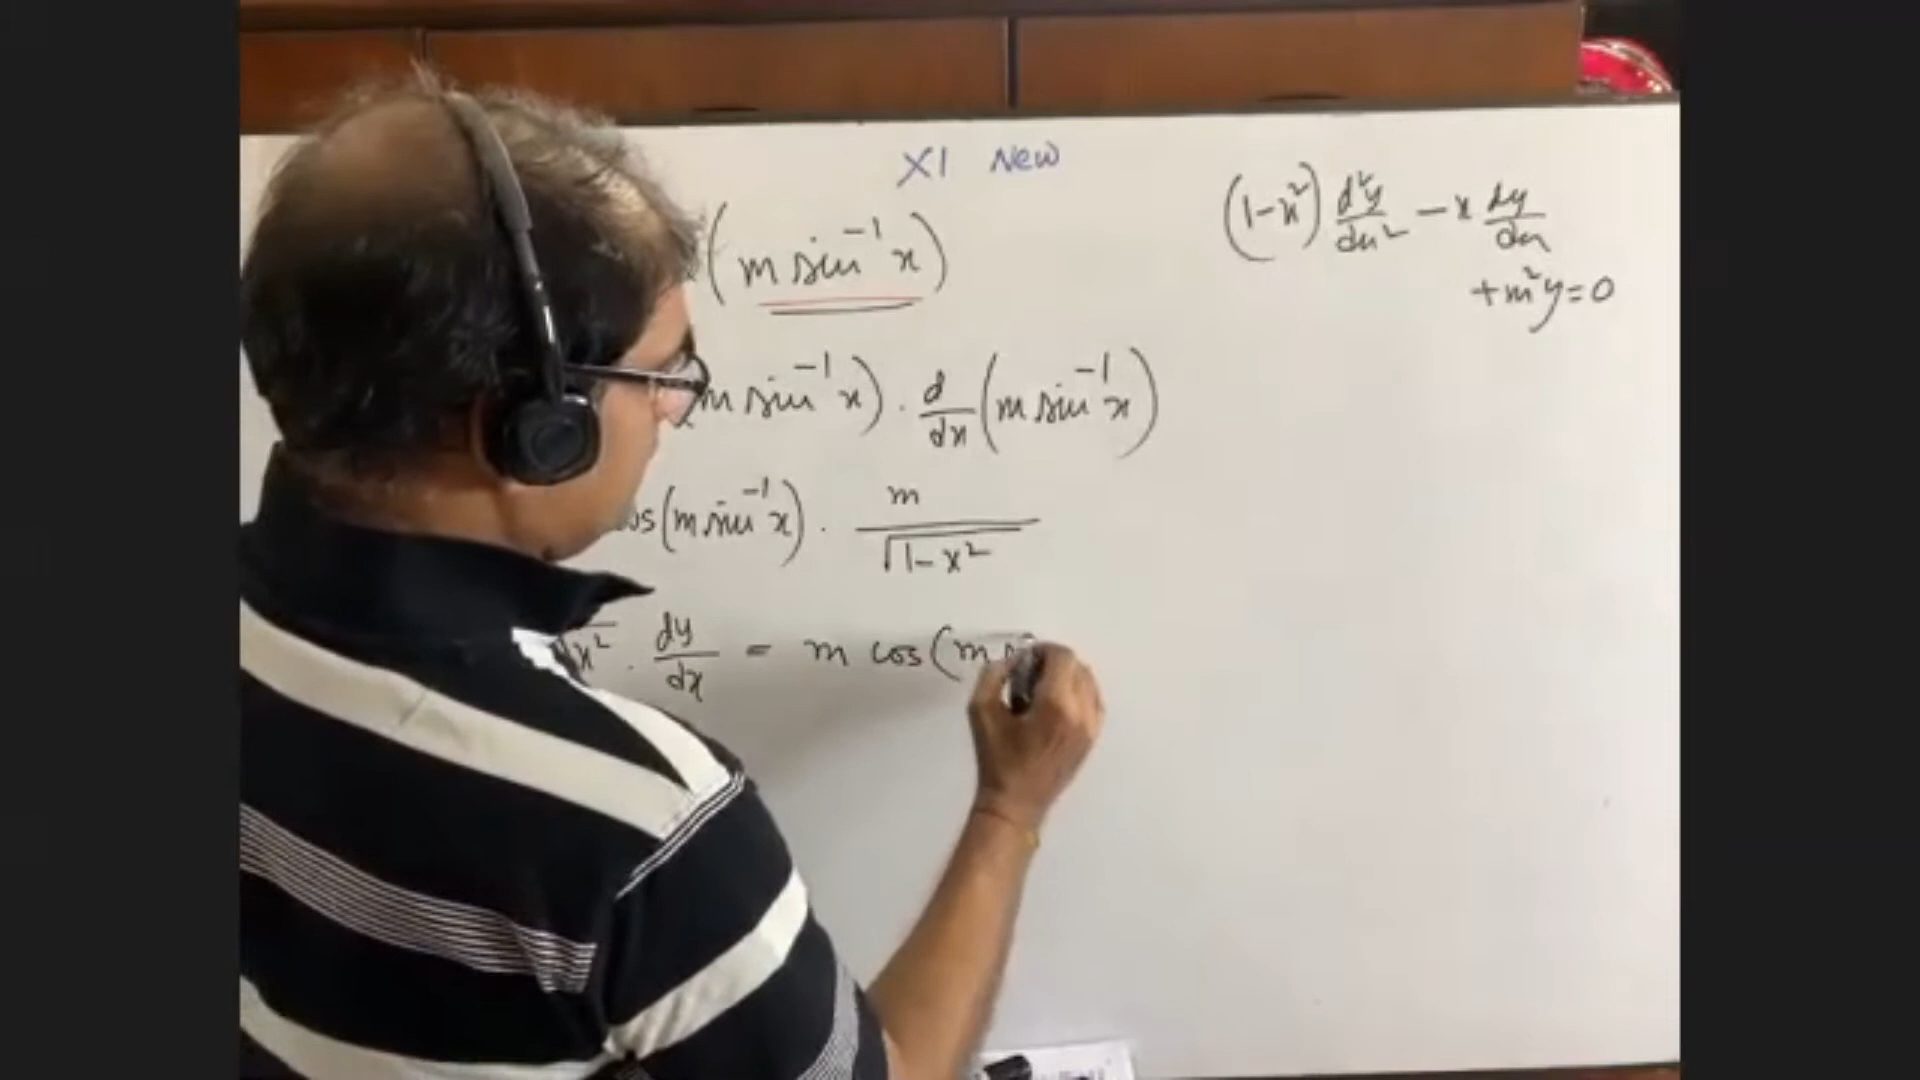 XI New
(m sin⁻¹x)
(1-x²) d²y/dx² - x dy/dx
+m²y=0
m sin⁻¹x) . d/dx (m sin⁻¹x)
os(m sin⁻¹x) . m/√1-x²
x² . dy/dx = m cos(m